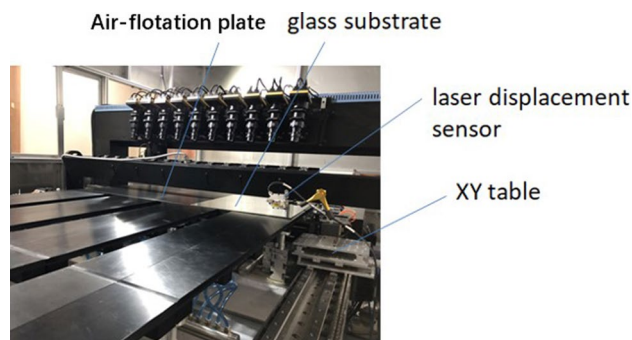 Air-flotation plate
glass substrate
laser displacement
sensor
XY table